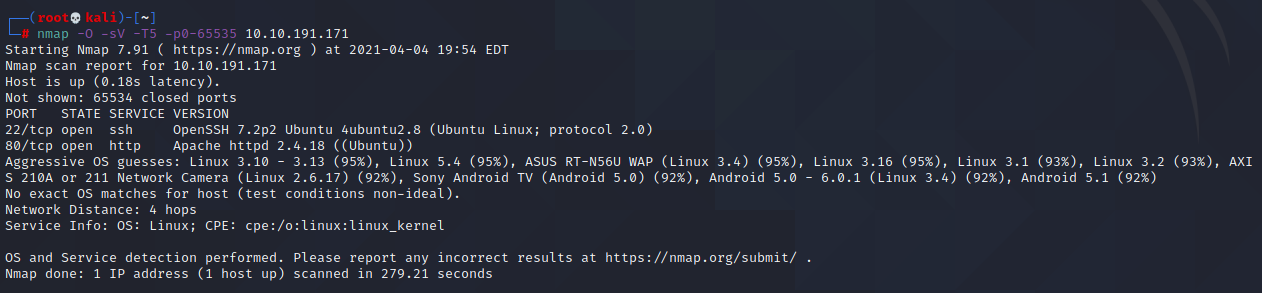 ┌──(root💀kali)-[~]
└─# nmap -O -sV -T5 -p0-65535 10.10.191.171
Starting Nmap 7.91 ( https://nmap.org ) at 2021-04-04 19:54 EDT
Nmap scan report for 10.10.191.171
Host is up (0.18s latency).
Not shown: 65534 closed ports
PORT   STATE SERVICE VERSION
22/tcp open  ssh     OpenSSH 7.2p2 Ubuntu 4ubuntu2.8 (Ubuntu Linux; protocol 2.0)
80/tcp open  http    Apache httpd 2.4.18 ((Ubuntu))
Aggressive OS guesses: Linux 3.10 - 3.13 (95%), Linux 5.4 (95%), ASUS RT-N56U WAP (Linux 3.4) (95%), Linux 3.16 (95%), Linux 3.1 (93%), Linux 3.2 (93%), AXI
S 210A or 211 Network Camera (Linux 2.6.17) (92%), Sony Android TV (Android 5.0) (92%), Android 5.0 - 6.0.1 (Linux 3.4) (92%), Android 5.1 (92%)
No exact OS matches for host (test conditions non-ideal).
Network Distance: 4 hops
Service Info: OS: Linux; CPE: cpe:/o:linux:linux_kernel
OS and Service detection performed. Please report any incorrect results at https://nmap.org/submit/ .
Nmap done: 1 IP address (1 host up) scanned in 279.21 seconds